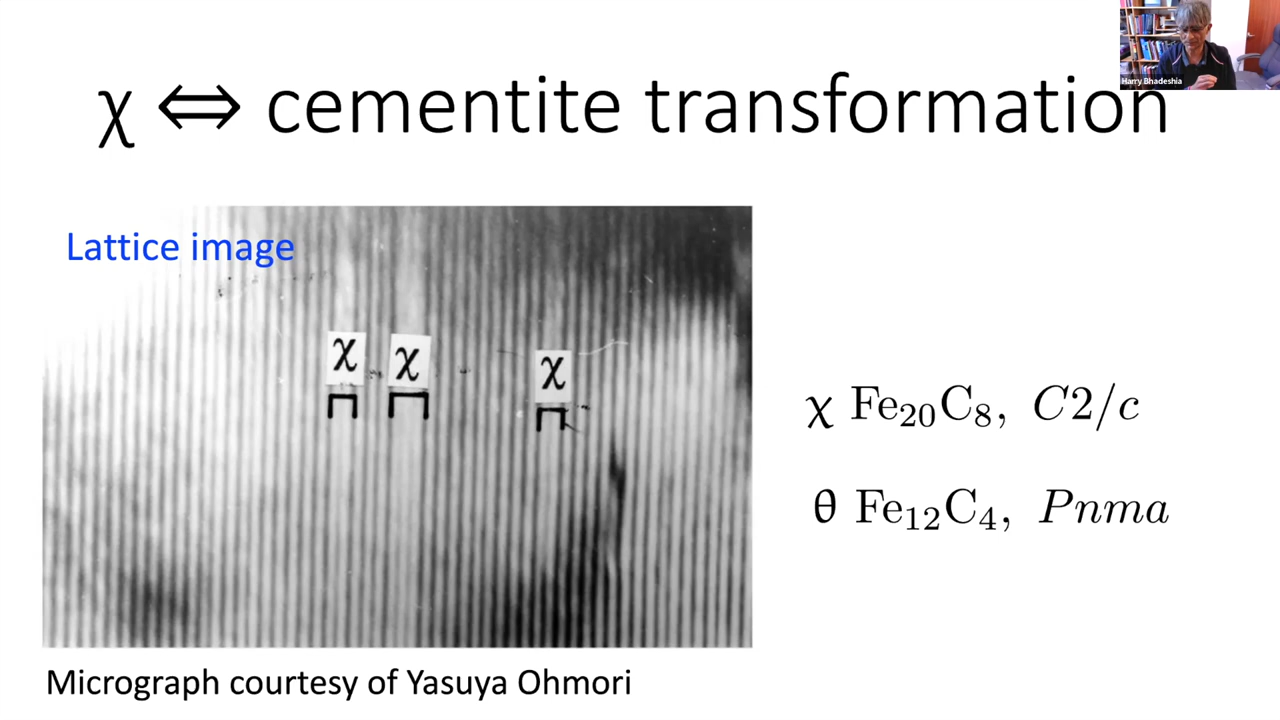 Harry Bhadeshia
χ ⇔ cementite transformation
Lattice image
χ χ χ
χ Fe₂₀C₈, C2/c
θ Fe₁₂C₄, Pnma
Micrograph courtesy of Yasuya Ohmori